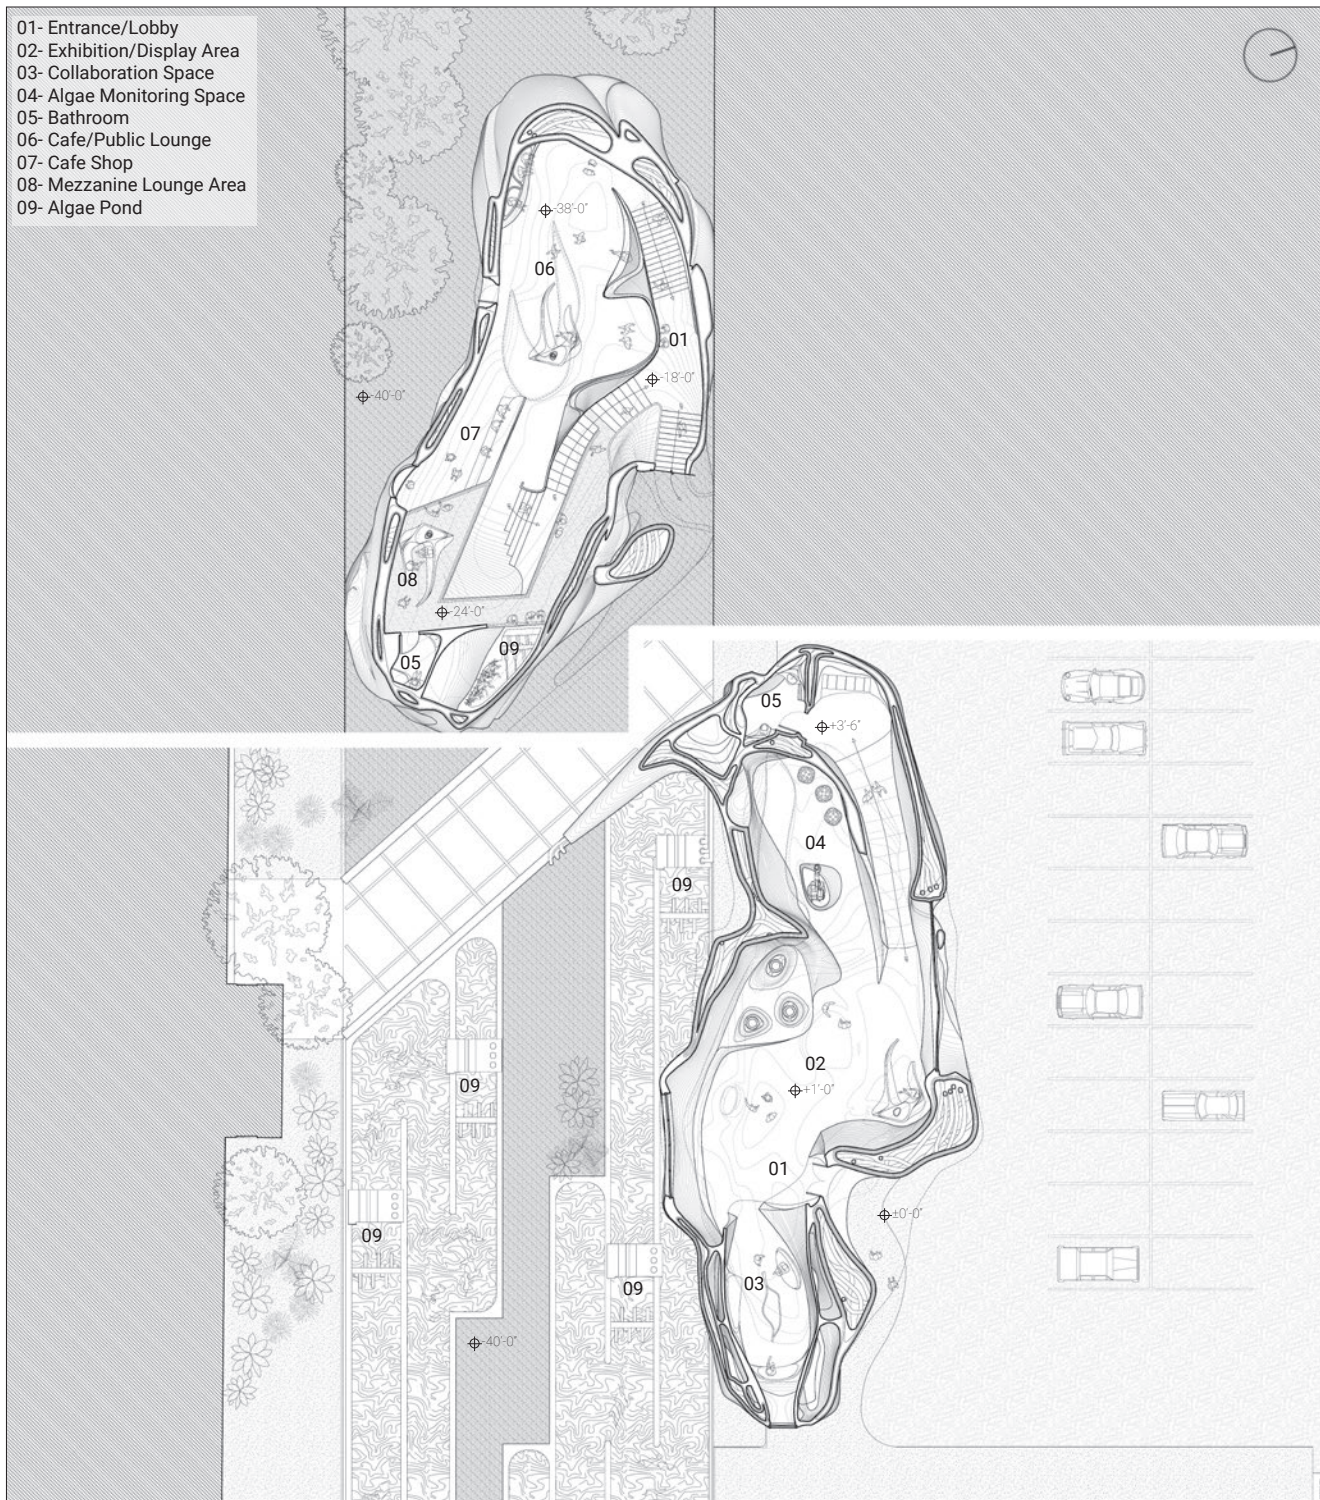 01- Entrance/Lobby
02- Exhibition/Display Area
03- Collaboration Space
04- Algae Monitoring Space
05- Bathroom
06- Cafe/Public Lounge
07- Cafe Shop
08- Mezzanine Lounge Area
09- Algae Pond
-38'-0"
06
01
-18'-0"
-40'-0"
07
08
-24'-0"
05
09
05
+3'-6"
04
09
02
09
+1'-0"
01
±0'-0"
09
03
09
-40'-0"